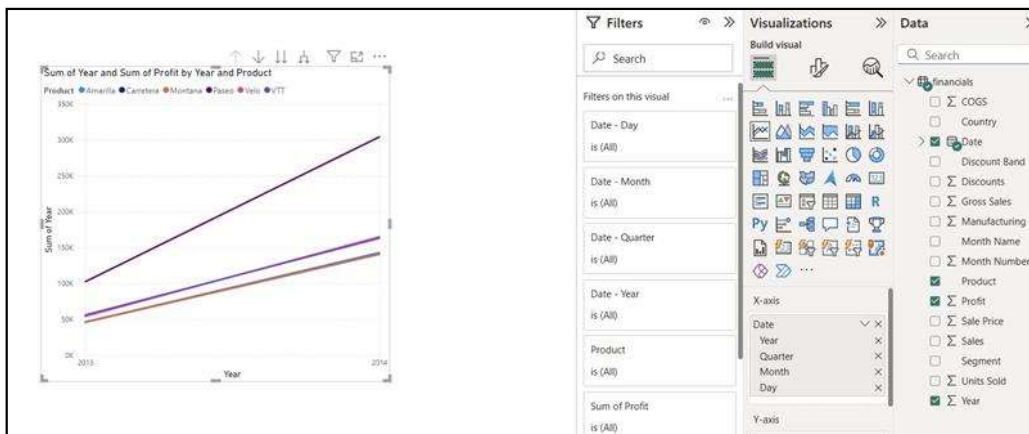 Sum of Year and Sum of Profit by Year and Product
Product Amarilla Carretera Montana Paseo Velo VTT
350K
300K
250K
200K
150K
100K
50K
0K
Sum of Year
2013
2014
Year
Filters
Search
Filters on this visual
Date - Day
is (All)
Date - Month
is (All)
Date - Quarter
is (All)
Date - Year
is (All)
Product
is (All)
Sum of Profit
is (All)
Visualizations
Build visual
R
Py
X-axis
Date
Year
Quarter
Month
Day
Y-axis
Data
Search
financials
COGS
Country
Date
Discount Band
Discounts
Gross Sales
Manufacturing
Month Name
Month Number
Product
Profit
Sale Price
Sales
Segment
Units Sold
Year